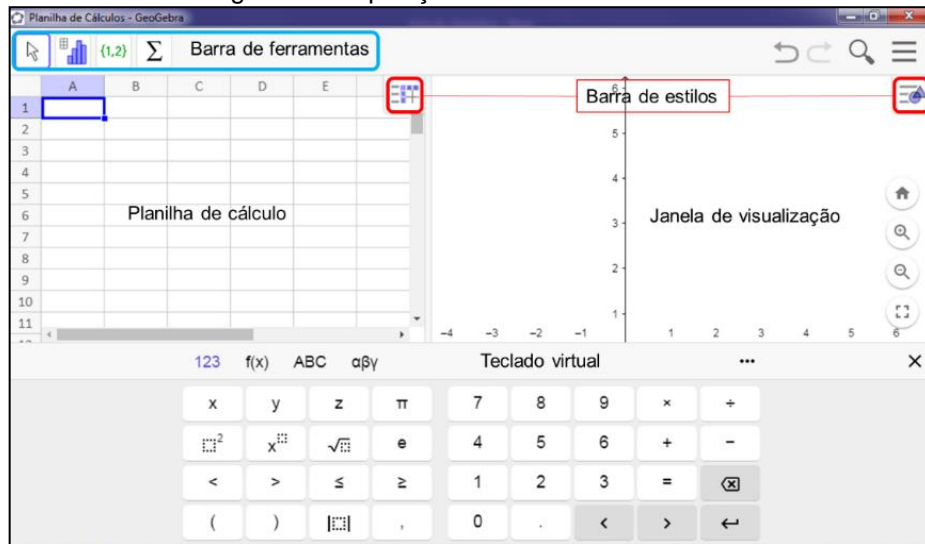 Planilha de Cálculos - GeoGebra
{1,2} Σ Barra de ferramentas
A B C D E
Barra de estilos
1
2
3
4
5
6
7
8
9
10
11
Planilha de cálculo
6
5
4
3
2
1
-4 -3 -2 -1 1 2 3 4 5 6
Janela de visualização
123 f(x) ABC αβγ Teclado virtual ... ×
x y z π 7 8 9 × ÷
² x √ e 4 5 6 + −
< > ≤ ≥ 1 2 3 =
( ) | | , 0 . < >